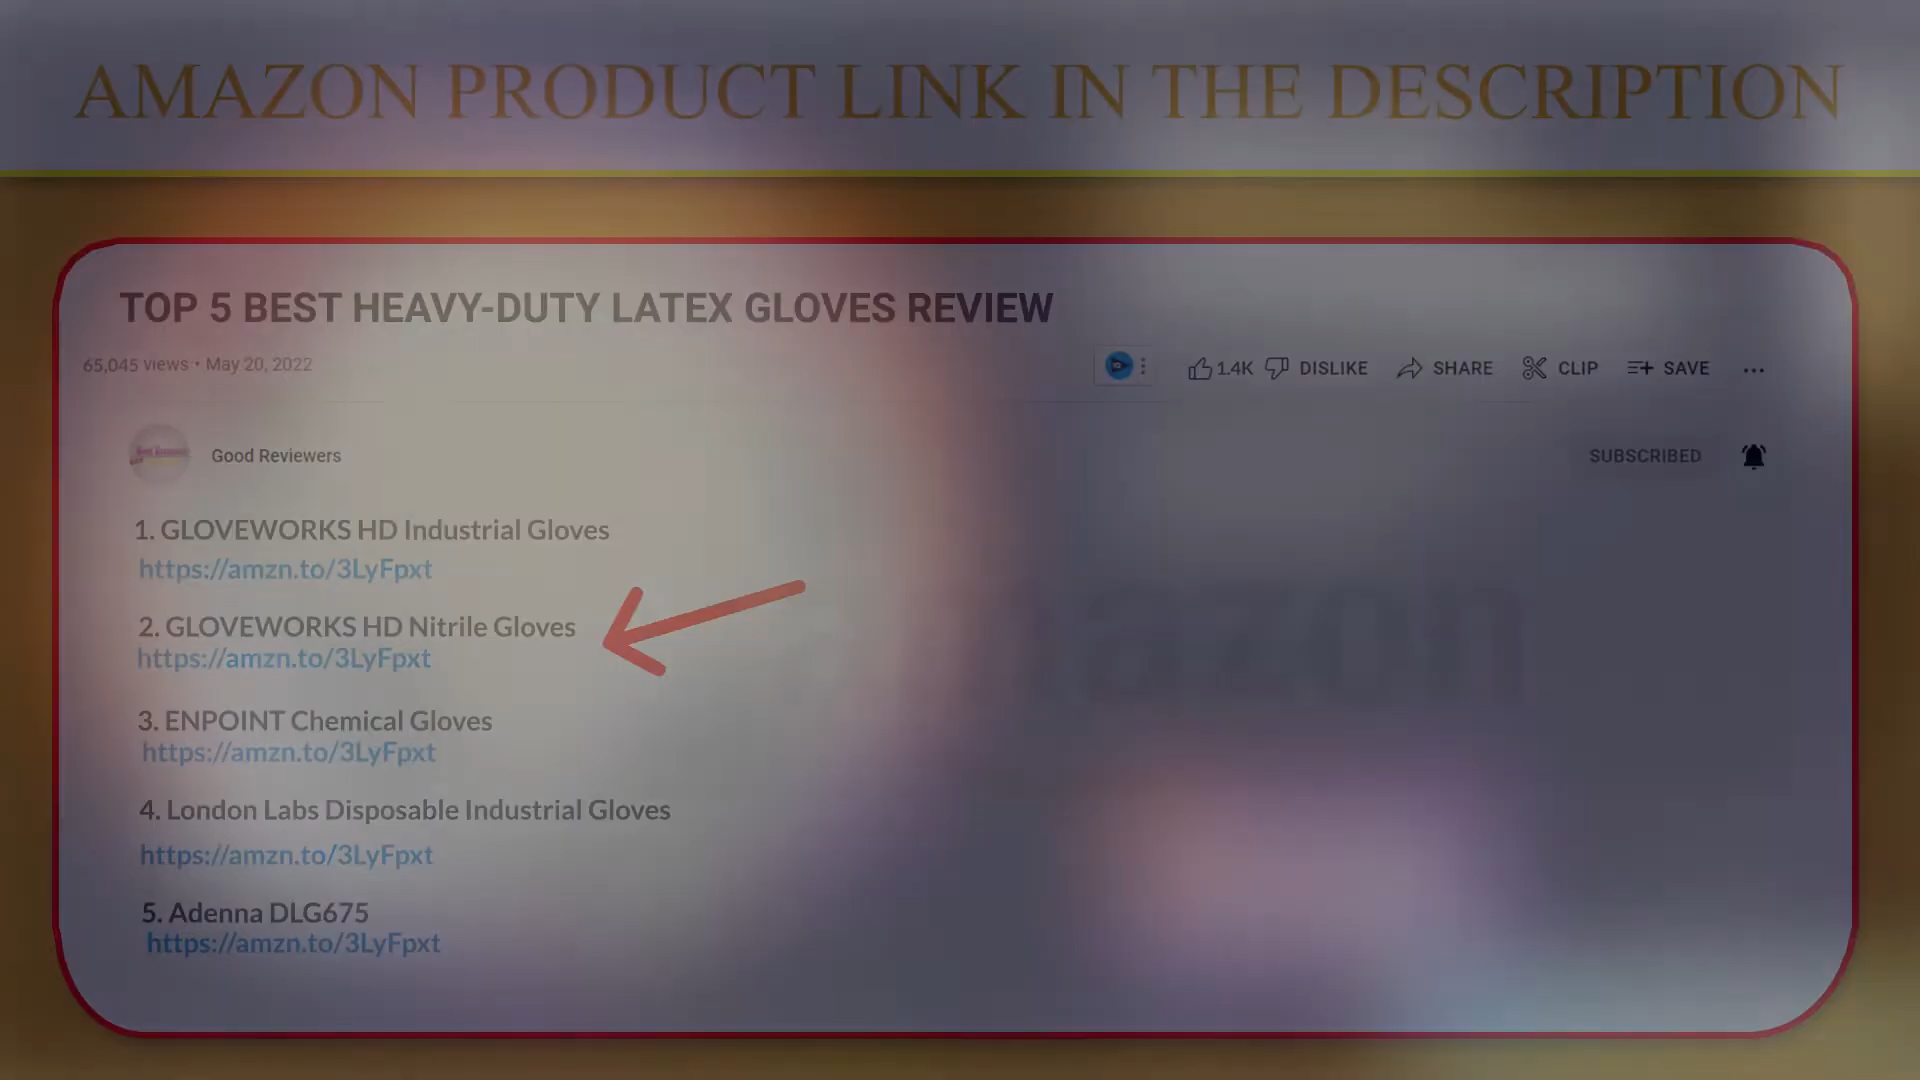 AMAZON PRODUCT LINK IN THE DESCRIPTION
TOP 5 BEST HEAVY-DUTY LATEX GLOVES REVIEW
65,045 views • May 20, 2022
1.4K DISLIKE SHARE CLIP SAVE ...
Good Reviewers
SUBSCRIBED
1. GLOVEWORKS HD Industrial Gloves
https://amzn.to/3LyFpxt
2. GLOVEWORKS HD Nitrile Gloves
https://amzn.to/3LyFpxt
3. ENPOINT Chemical Gloves
https://amzn.to/3LyFpxt
4. London Labs Disposable Industrial Gloves
https://amzn.to/3LyFpxt
5. Adenna DLG675
https://amzn.to/3LyFpxt
amazon